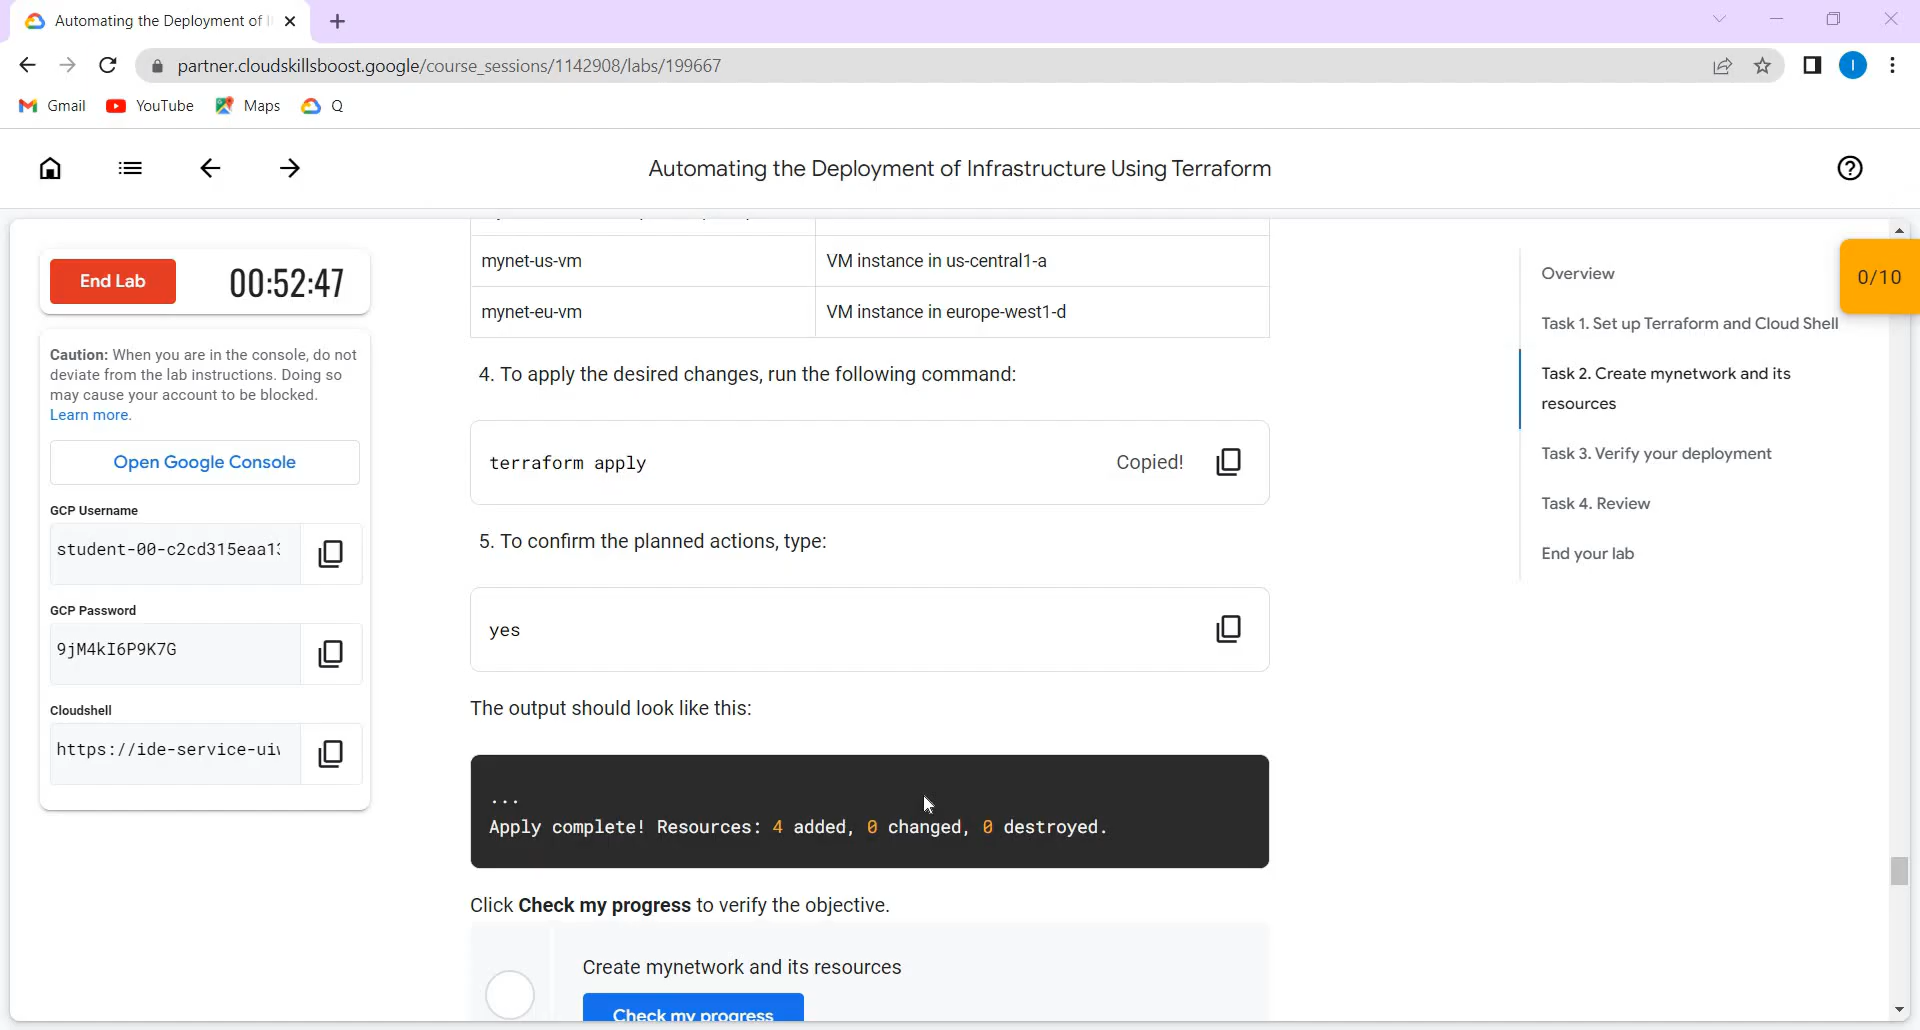 Automating the Deployment of I
partner.cloudskillsboost.google/course_sessions/1142908/labs/199667
I
Gmail
YouTube
Maps
Q
Automating the Deployment of Infrastructure Using Terraform
End Lab
00:52:47
Caution: When you are in the console, do not
deviate from the lab instructions. Doing so
may cause your account to be blocked.
Learn more.
Open Google Console
GCP Username
student-00-c2cd315eaa13
GCP Password
9jM4kI6P9K7G
Cloudshell
https://ide-service-ui
mynet-us-vm
VM instance in us-central1-a
mynet-eu-vm
VM instance in europe-west1-d
4. To apply the desired changes, run the following command:
terraform apply
Copied!
5. To confirm the planned actions, type:
yes
The output should look like this:
...
Apply complete! Resources: 4 added, 0 changed, 0 destroyed.
Click Check my progress to verify the objective.
Create mynetwork and its resources
Check my progress
Overview
Task 1. Set up Terraform and Cloud Shell
Task 2. Create mynetwork and its
resources
Task 3. Verify your deployment
Task 4. Review
End your lab
0/10